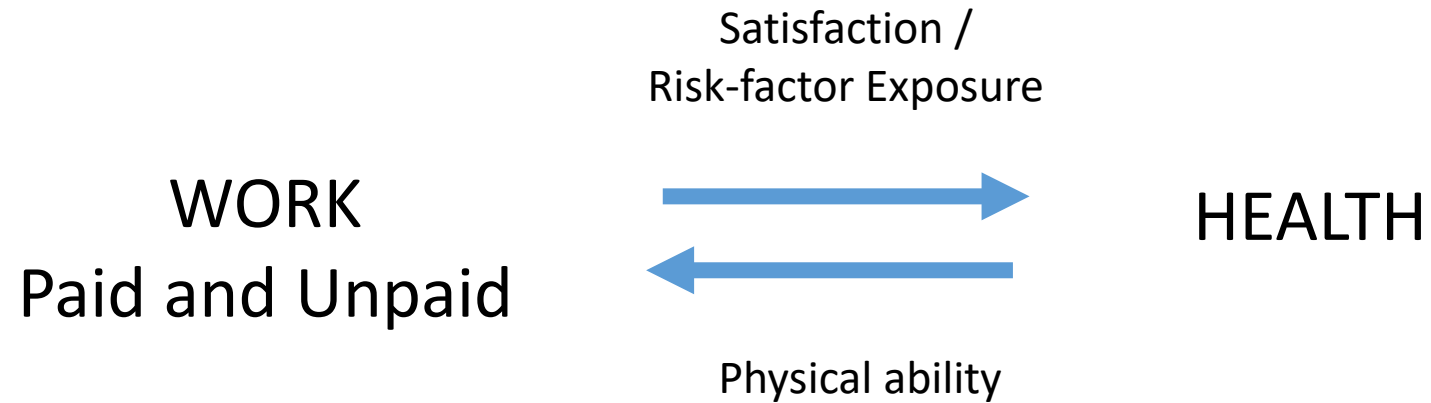 Satisfaction /
Risk-factor Exposure
WORK
Paid and Unpaid
HEALTH
Physical ability